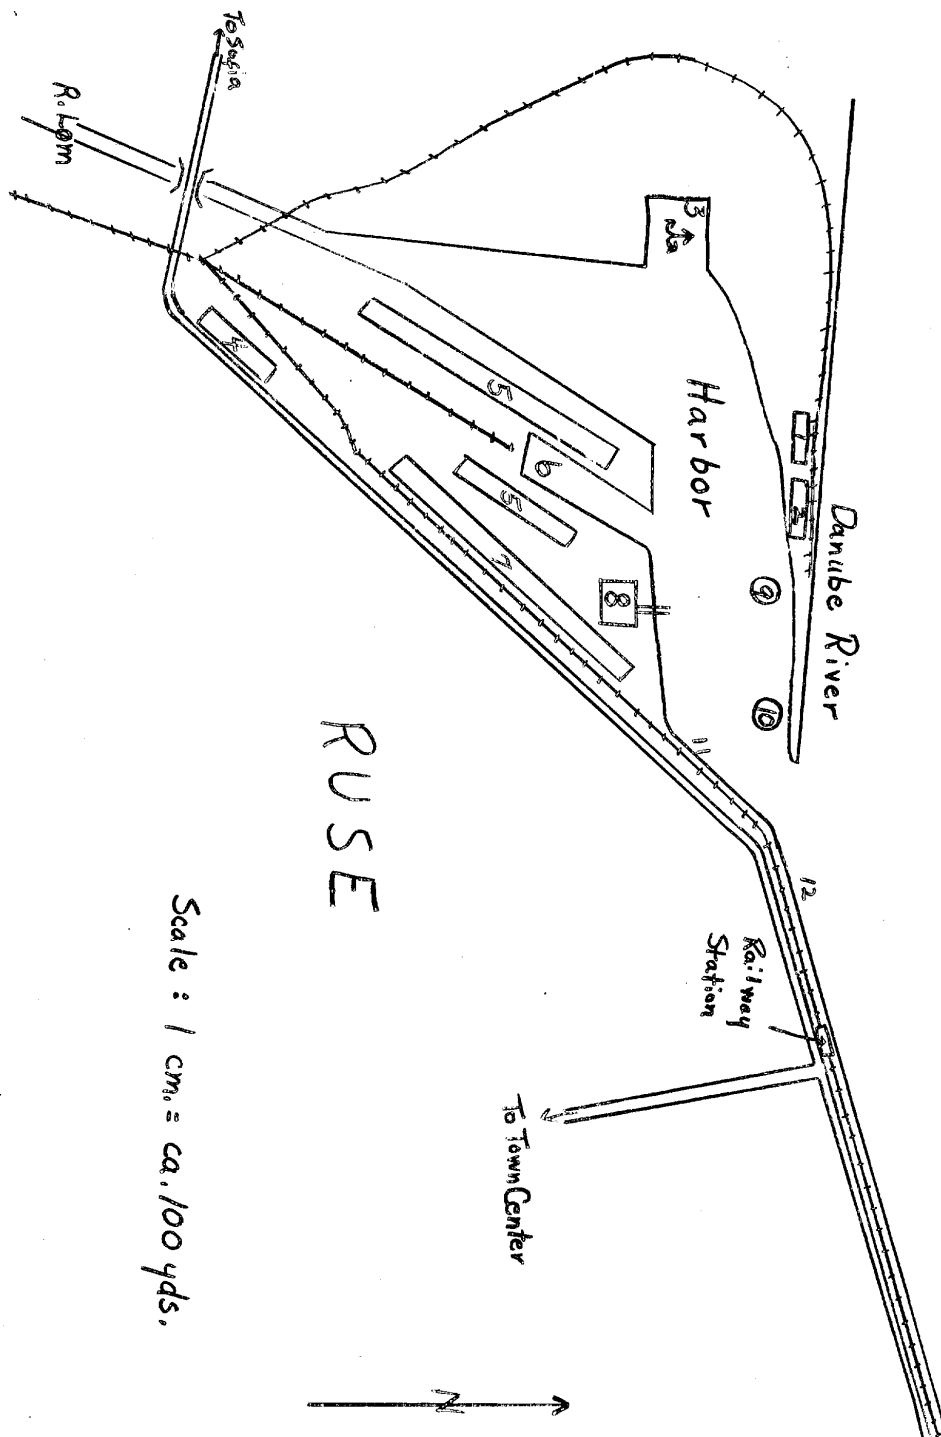 Danube River
1
2
10
9
12
Railway
Station
3
3a
Harbor
11
8
6
5
5
7
To Town Center
N
RUSE
4
To Sofia
Scale : 1 cm. = ca. 100 yds.
R. Lom